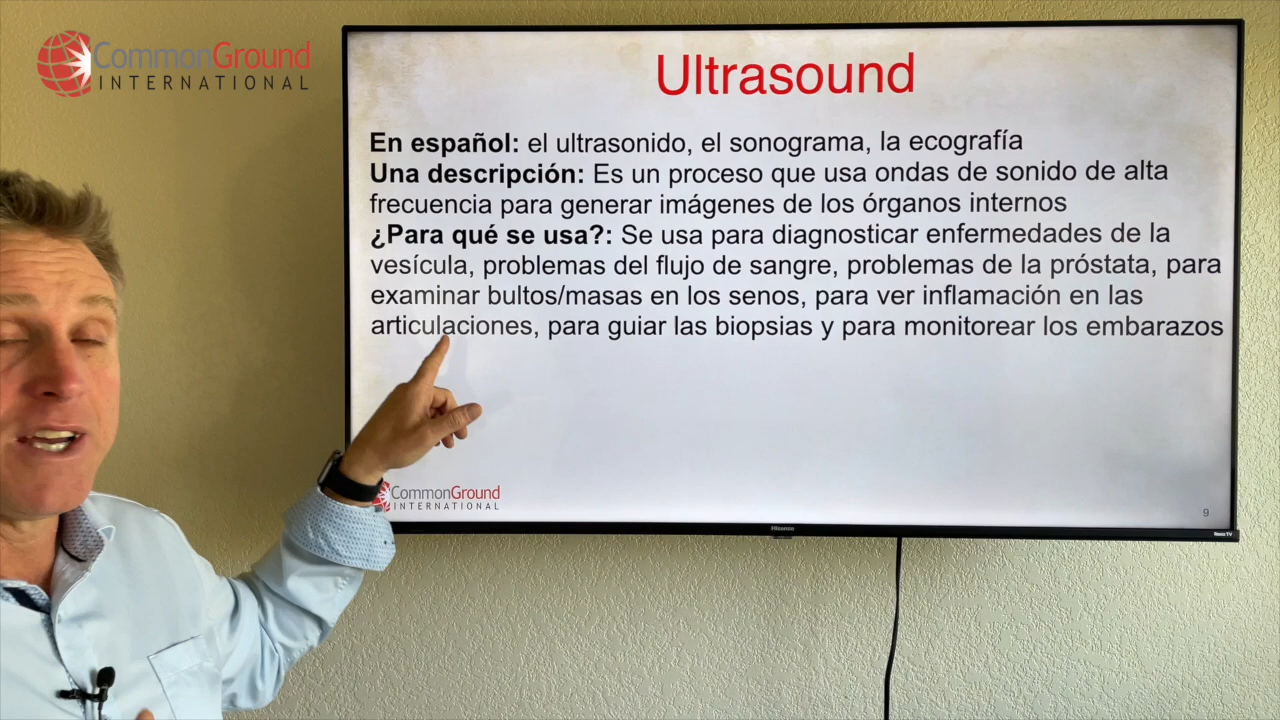 CommonGround
INTERNATIONAL
Ultrasound
En español: el ultrasonido, el sonograma, la ecografía
Una descripción: Es un proceso que usa ondas de sonido de alta
frecuencia para generar imágenes de los órganos internos
¿Para qué se usa?: Se usa para diagnosticar enfermedades de la
vesícula, problemas del flujo de sangre, problemas de la próstata, para
examinar bultos/masas en los senos, para ver inflamación en las
articulaciones, para guiar las biopsias y para monitorear los embarazos
CommonGround
INTERNATIONAL
9
Hisense
Roku TV